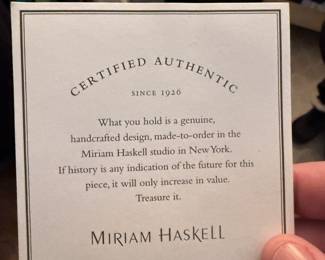 CERTIFIED AUTHENTIC
SINCE 1926
What you hold is a genuine,
handcrafted design, made-to-order in the
Miriam Haskell studio in New York.
If history is any indication of the future for this
piece, it will only increase in value.
Treasure it.
MIRIAM HASKELL